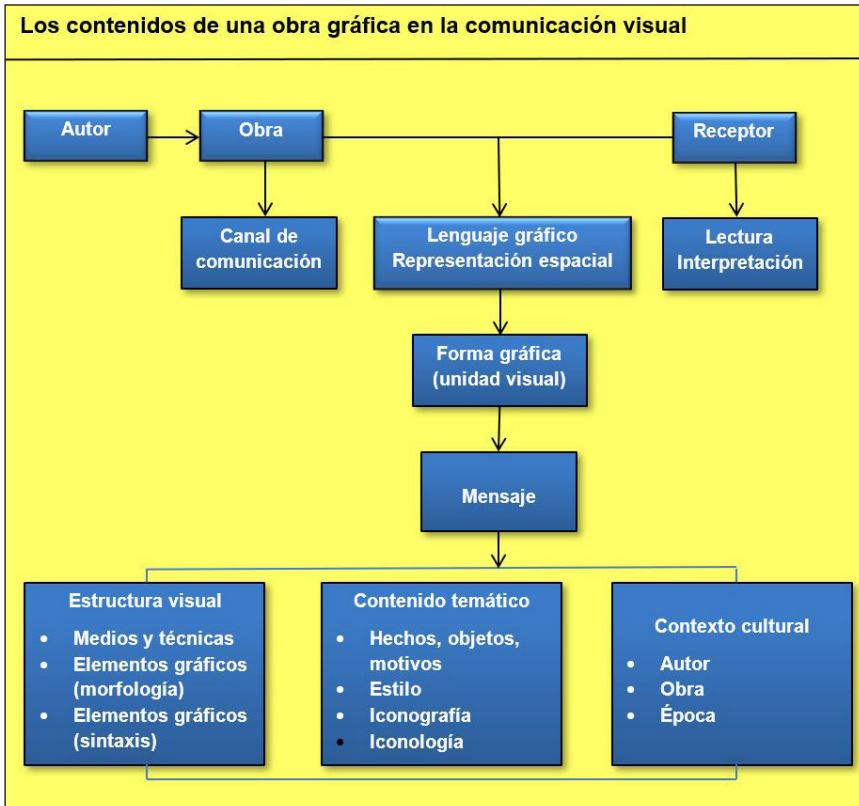 Los contenidos de una obra gráfica en la comunicación visual
Autor
Obra
Receptor
Canal de
comunicación
Lenguaje gráfico
Representación espacial
Lectura
Interpretación
Forma gráfica
(unidad visual)
Mensaje
Estructura visual
• Medios y técnicas
• Elementos gráficos
(morfología)
• Elementos gráficos
(sintaxis)
Contenido temático
• Hechos, objetos,
motivos
• Estilo
• Iconografía
• Iconología
Contexto cultural
• Autor
• Obra
• Época